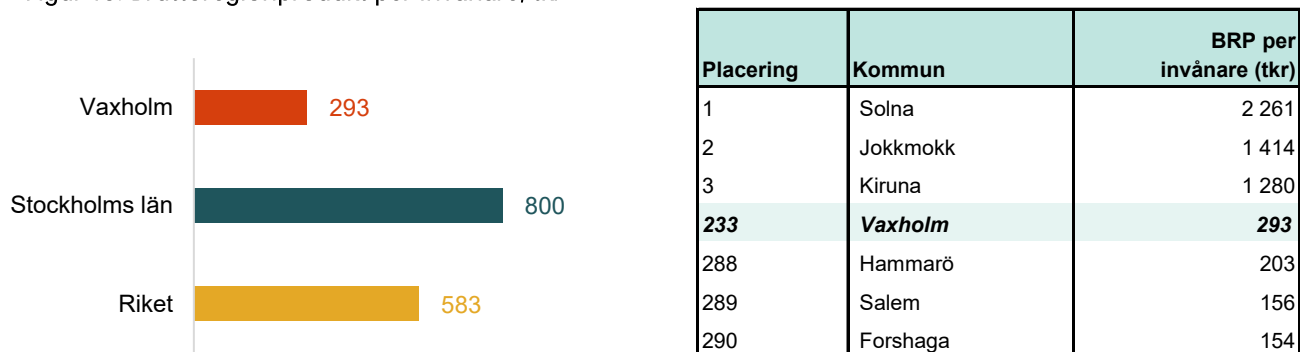 Vaxholm 293
Stockholms län 800
Riket 583
Placering Kommun BRP per invånare (tkr)
1 Solna 2 261
2 Jokkmokk 1 414
3 Kiruna 1 280
233 Vaxholm 293
288 Hammarö 203
289 Salem 156
290 Forshaga 154